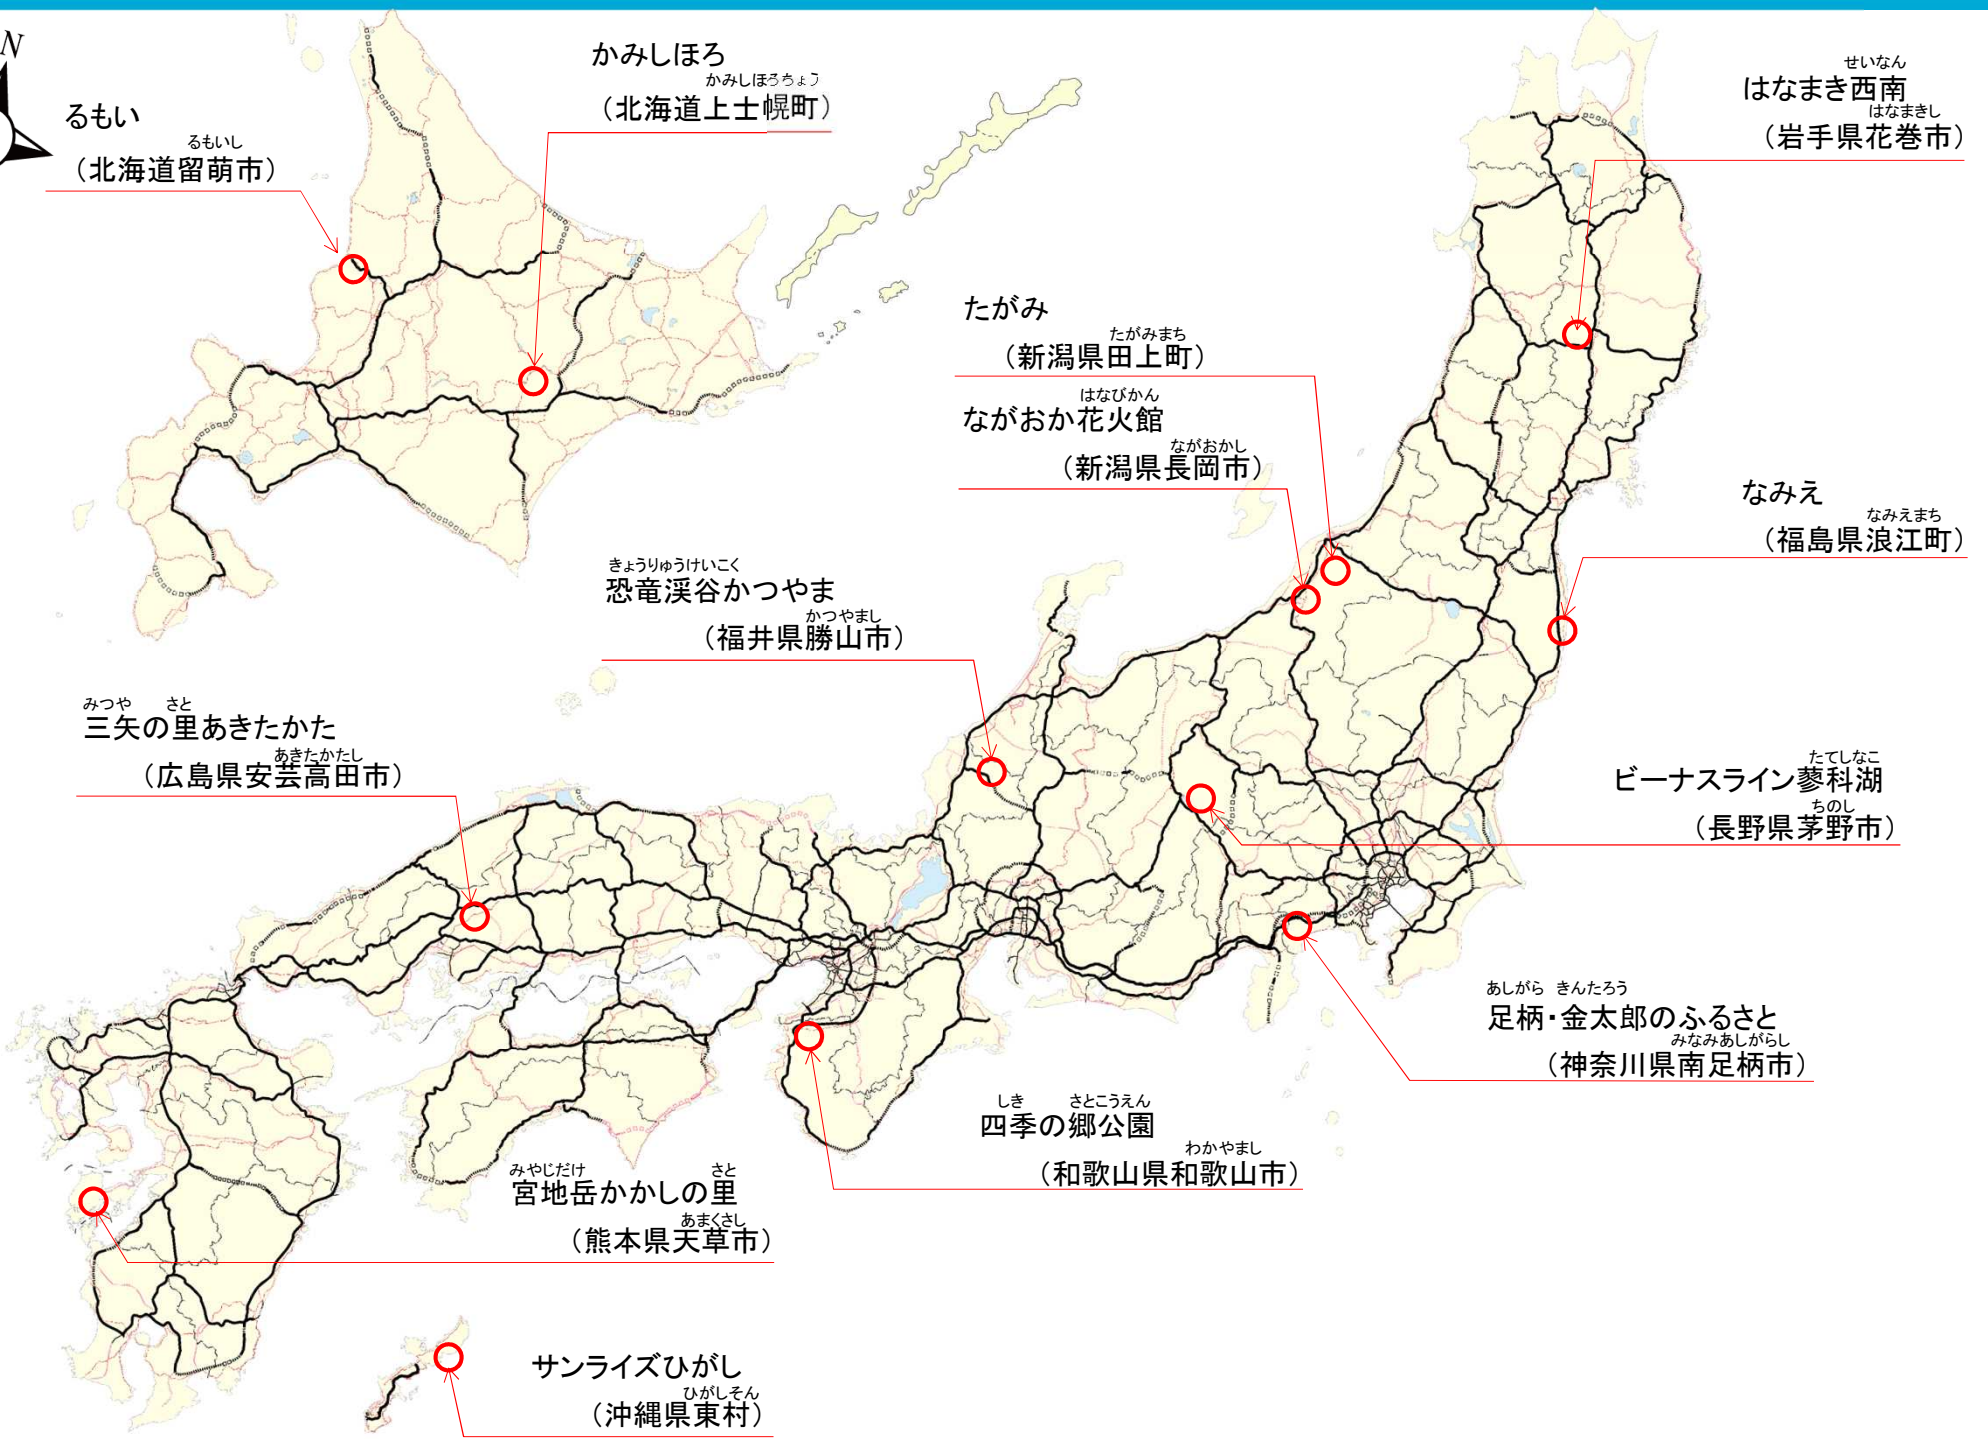 N
るもい
るもいし
（北海道留萌市）
かみしほろ
かみしほろちょう
（北海道上士幌町）
せいなん
はなまき西南
はなまきし
（岩手県花巻市）
たがみ
たがみまち
（新潟県田上町）
はなびかん
ながおか花火館
ながおかし
（新潟県長岡市）
なみえ
なみえまち
（福島県浪江町）
きょうりゅうけいこく
恐竜渓谷かつやま
かつやまし
（福井県勝山市）
みつや さと
三矢の里あきたかた
あきたかたし
（広島県安芸高田市）
たてしなこ
ビーナスライン蓼科湖
ちのし
（長野県茅野市）
あしがら きんたろう
足柄・金太郎のふるさと
みなみあしがらし
（神奈川県南足柄市）
しき さとこうえん
四季の郷公園
わかやまし
（和歌山県和歌山市）
みやじだけ さと
宮地岳かかしの里
あまくさし
（熊本県天草市）
サンライズひがし
ひがしそん
（沖縄県東村）